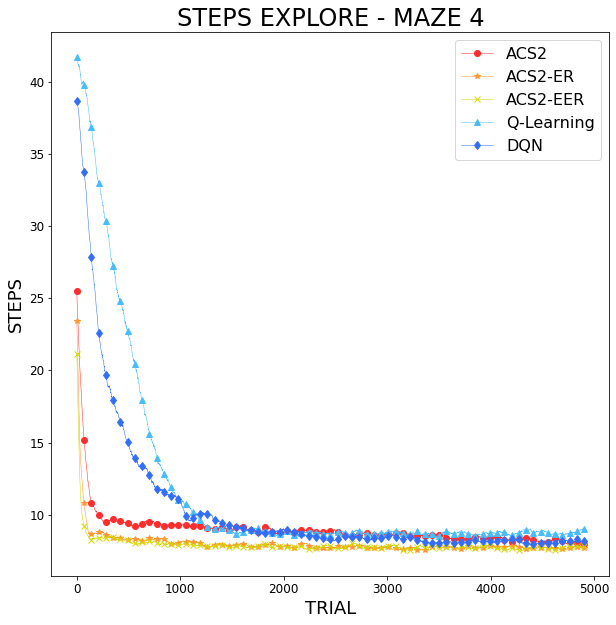 STEPS EXPLORE - MAZE 4
ACS2
ACS2-ER
ACS2-EER
Q-Learning
DQN
STEPS
40
35
30
25
20
15
10
0 1000 2000 3000 4000 5000
TRIAL